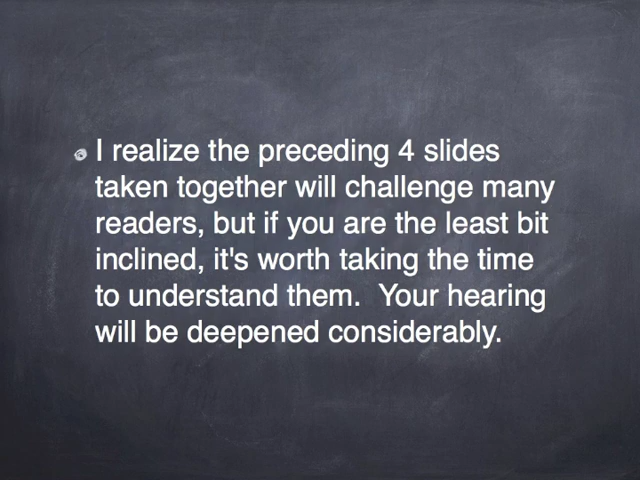 I realize the preceding 4 slides
taken together will challenge many
readers, but if you are the least bit
inclined, it's worth taking the time
to understand them.  Your hearing
will be deepened considerably.